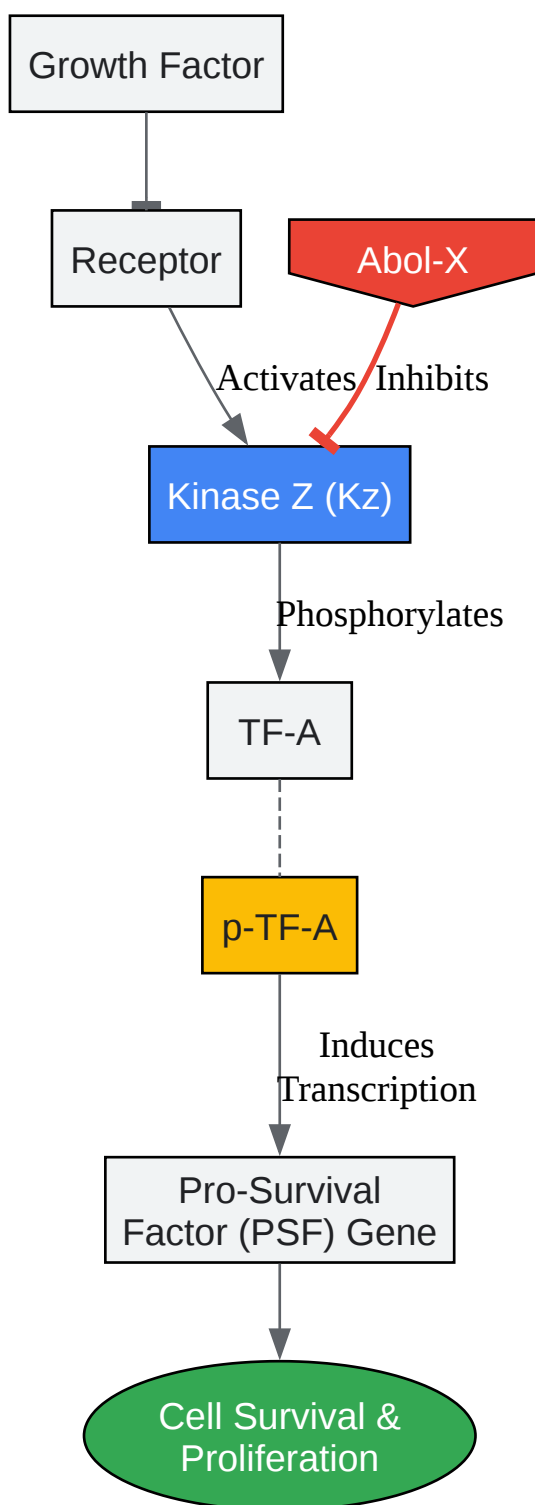 Growth Factor
Receptor
Abol-X
Activates
Inhibits
Kinase Z (Kz)
Phosphorylates
TF-A
p-TF-A
Induces
Transcription
Pro-Survival
Factor (PSF) Gene
Cell Survival &
Proliferation